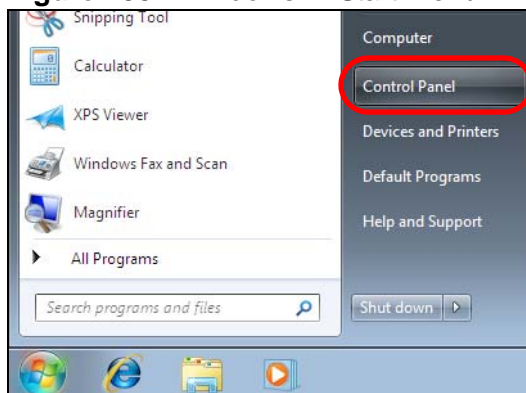 Snipping Tool
Calculator
XPS Viewer
Windows Fax and Scan
Magnifier
All Programs
Search programs and files
Computer
Control Panel
Devices and Printers
Default Programs
Help and Support
Shut down